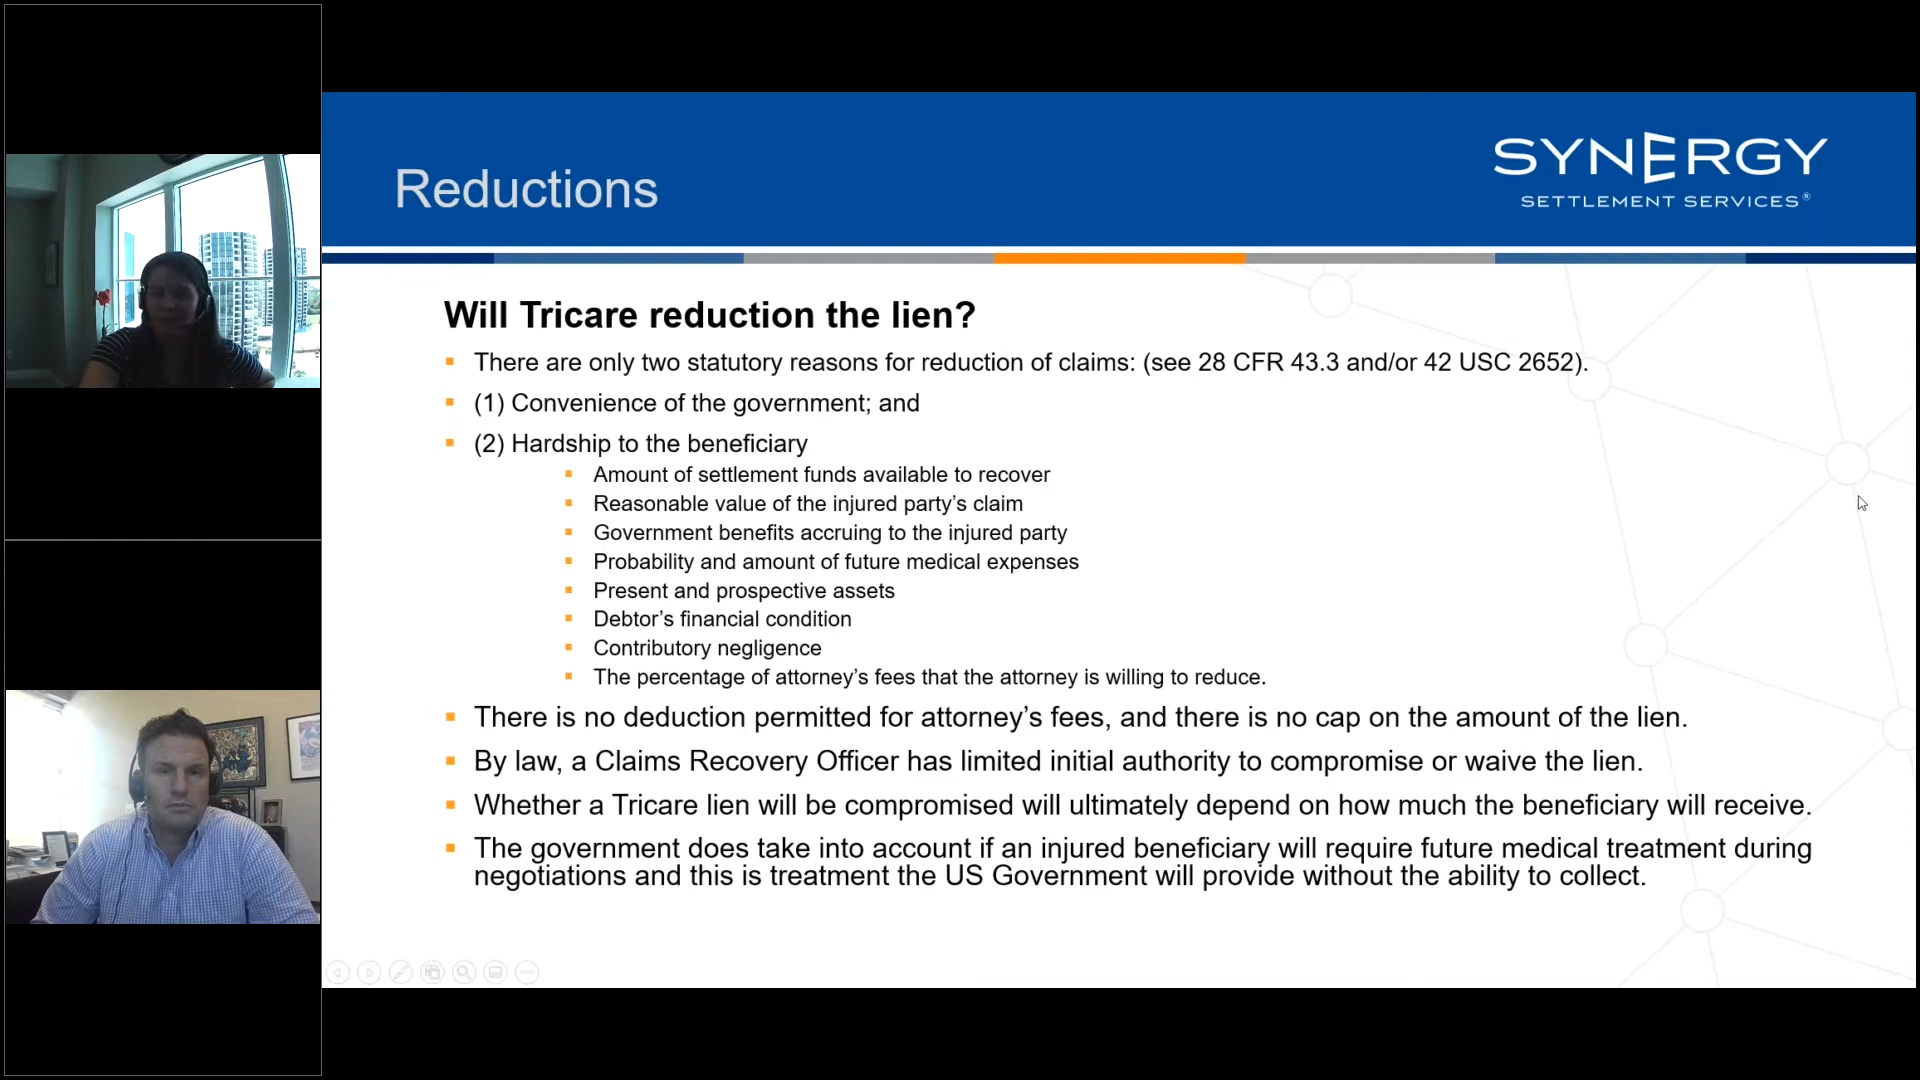 Reductions
SYNERGY
SETTLEMENT SERVICES®
Will Tricare reduction the lien?
There are only two statutory reasons for reduction of claims: (see 28 CFR 43.3 and/or 42 USC 2652).
(1) Convenience of the government; and
(2) Hardship to the beneficiary
Amount of settlement funds available to recover
Reasonable value of the injured party’s claim
Government benefits accruing to the injured party
Probability and amount of future medical expenses
Present and prospective assets
Debtor’s financial condition
Contributory negligence
The percentage of attorney’s fees that the attorney is willing to reduce.
There is no deduction permitted for attorney’s fees, and there is no cap on the amount of the lien.
By law, a Claims Recovery Officer has limited initial authority to compromise or waive the lien.
Whether a Tricare lien will be compromised will ultimately depend on how much the beneficiary will receive.
The government does take into account if an injured beneficiary will require future medical treatment during
negotiations and this is treatment the US Government will provide without the ability to collect.